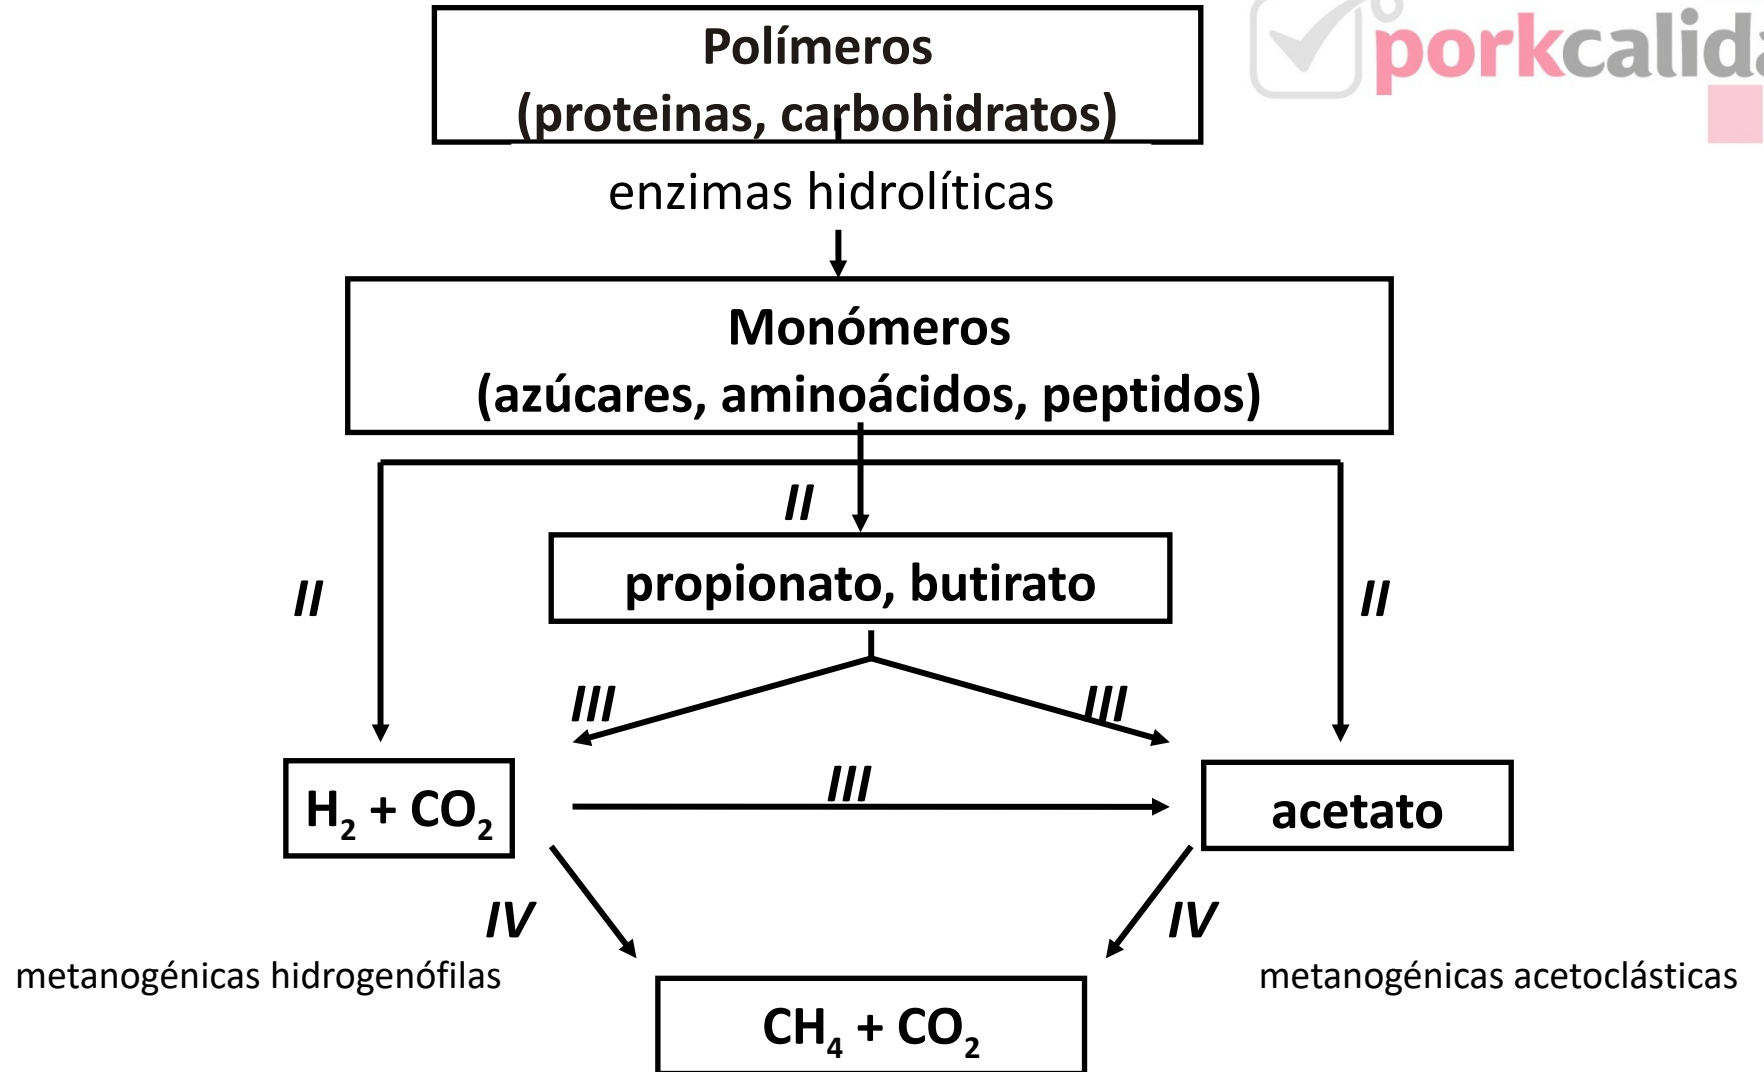 porkcalida
Polímeros
(proteinas, carbohidratos)
enzimas hidrolíticas
Monómeros
(azúcares, aminoácidos, peptidos)
II
propionato, butirato
II
II
III
III
III
H₂ + CO₂
acetato
IV
IV
metanogénicas hidrogenófilas
metanogénicas acetoclásticas
CH₄ + CO₂